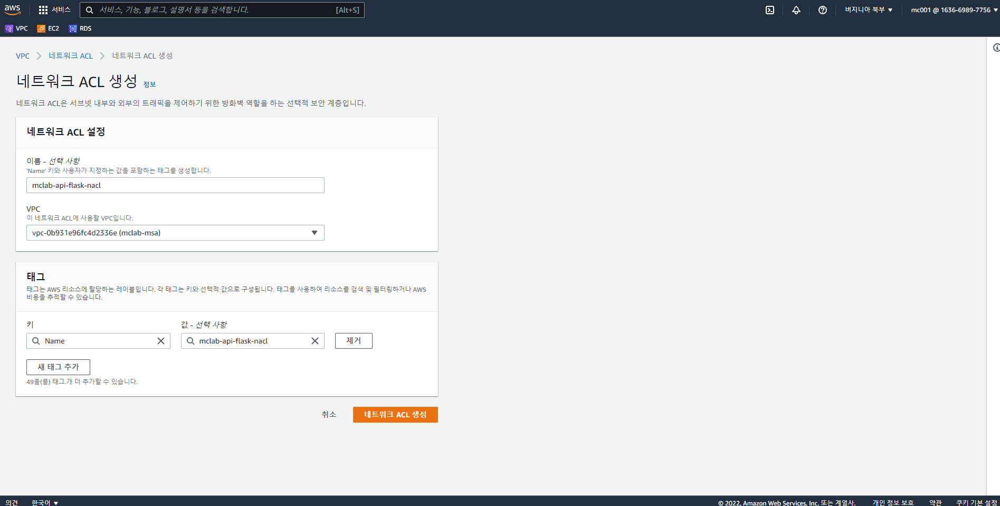 aws
서비스
서비스, 기능, 블로그, 설명서 등을 검색합니다.
[Alt+S]
버지니아 북부 ▼
mc001 @ 1636-6989-7756 ▼
VPC
EC2
RDS
VPC > 네트워크 ACL > 네트워크 ACL 생성
네트워크 ACL 생성 정보
네트워크 ACL은 서브넷 내부와 외부의 트래픽을 제어하기 위한 방화벽 역할을 하는 선택적 보안 계층입니다.
네트워크 ACL 설정
이름 - 선택 사항
'Name' 키와 사용자가 지정하는 값을 포함하는 태그를 생성합니다.
mclab-api-flask-nacl
VPC
이 네트워크 ACL에 사용할 VPC입니다.
vpc-0b931e96fc4d2336e (mclab-msa)
태그
태그는 AWS 리소스에 할당하는 레이블입니다. 각 태그는 키와 선택적 값으로 구성됩니다. 태그를 사용하여 리소스를 검색 및 필터링하거나 AWS
비용을 추적할 수 있습니다.
키
값 - 선택 사항
Name
mclab-api-flask-nacl
제거
새 태그 추가
49을(를) 태그.개 더 추가할 수 있습니다.
취소
네트워크 ACL 생성
의견
한국어 ▼
© 2022, Amazon Web Services, Inc. 또는 계열사.
개인 정보 보호
약관
쿠키 기본 설정